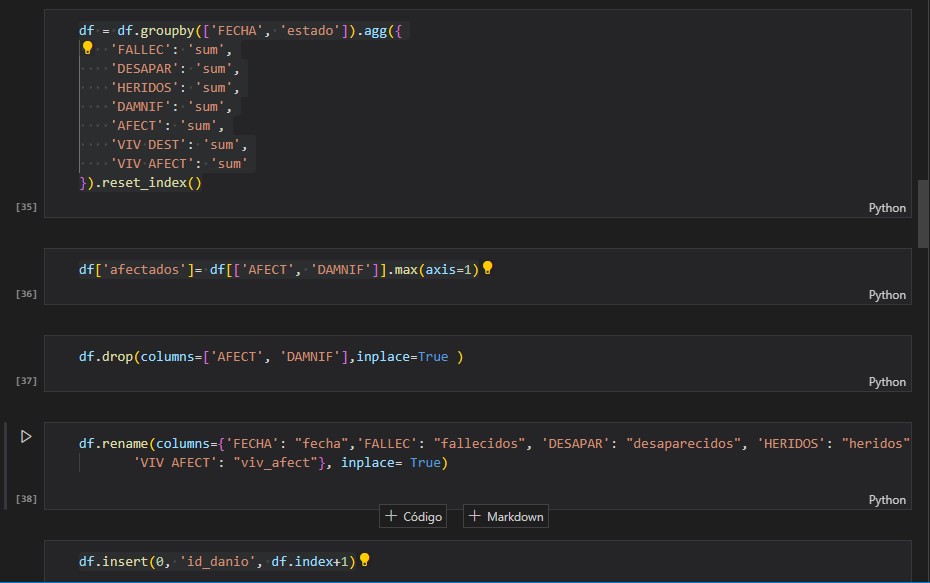 df = df.groupby(['FECHA', 'estado']).agg({
'FALLEC': 'sum',
'DESAPAR': 'sum',
'HERIDOS': 'sum',
'DAMNIF': 'sum',
'AFECT': 'sum',
'VIV DEST': 'sum',
'VIV AFECT': 'sum'
}).reset_index()
[35]
Python
df['afectados']= df[['AFECT', 'DAMNIF']].max(axis=1)
[36]
Python
df.drop(columns=['AFECT', 'DAMNIF'],inplace=True )
[37]
Python
df.rename(columns={'FECHA': "fecha",'FALLEC': "fallecidos", 'DESAPAR': "desaparecidos", 'HERIDOS': "heridos"
'VIV AFECT': "viv_afect"}, inplace= True)
[38]
Python
+ Código + Markdown
df.insert(0, 'id_danio', df.index+1)